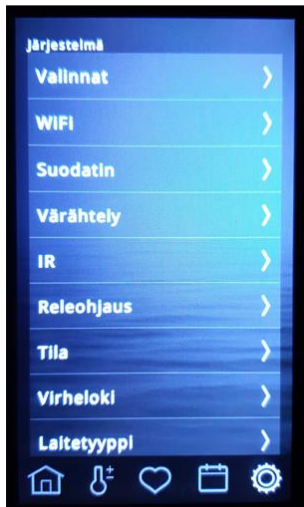 Järjestelmä
Valinnat
WiFi
Suodatin
Värähtely
IR
Releohjaus
Tila
Virheloki
Laitetyyppi